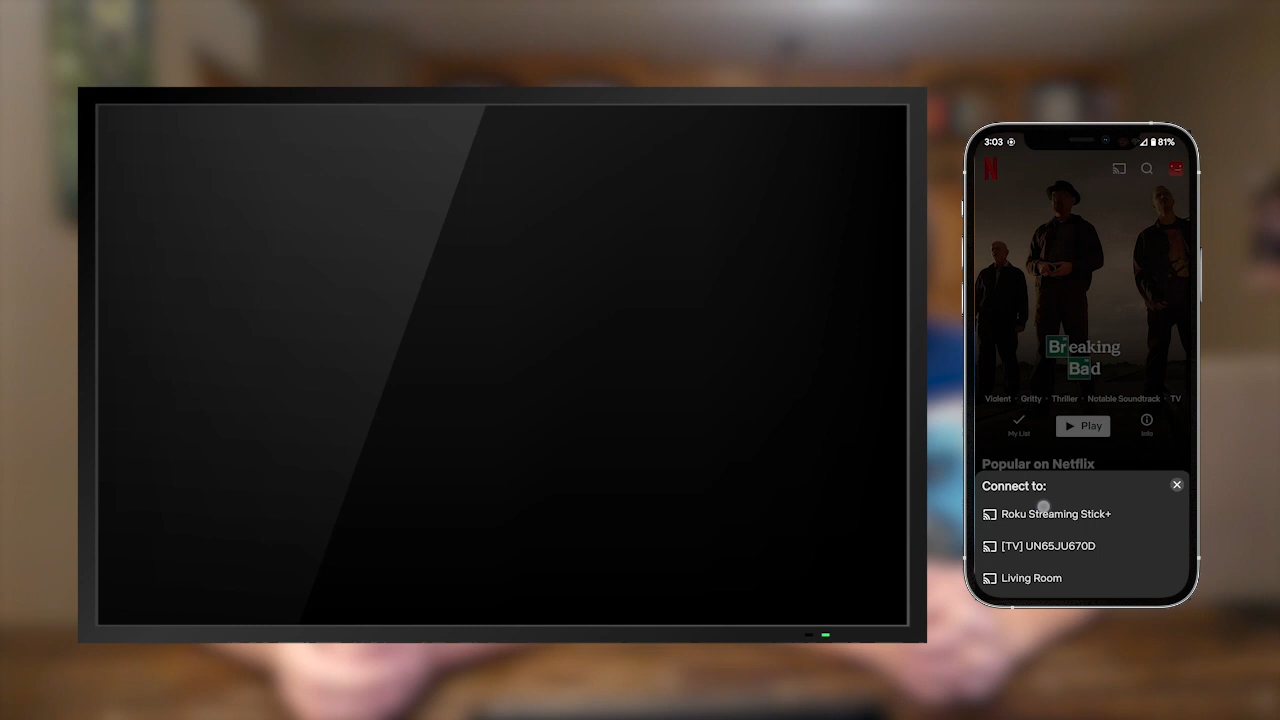 3:03 81%
N
Breaking
Bad
Violent · Gritty · Thriller · Notable Soundtrack · TV
My List Play Info
Popular on Netflix
Connect to:
Roku Streaming Stick+
[TV] UN65JU670D
Living Room